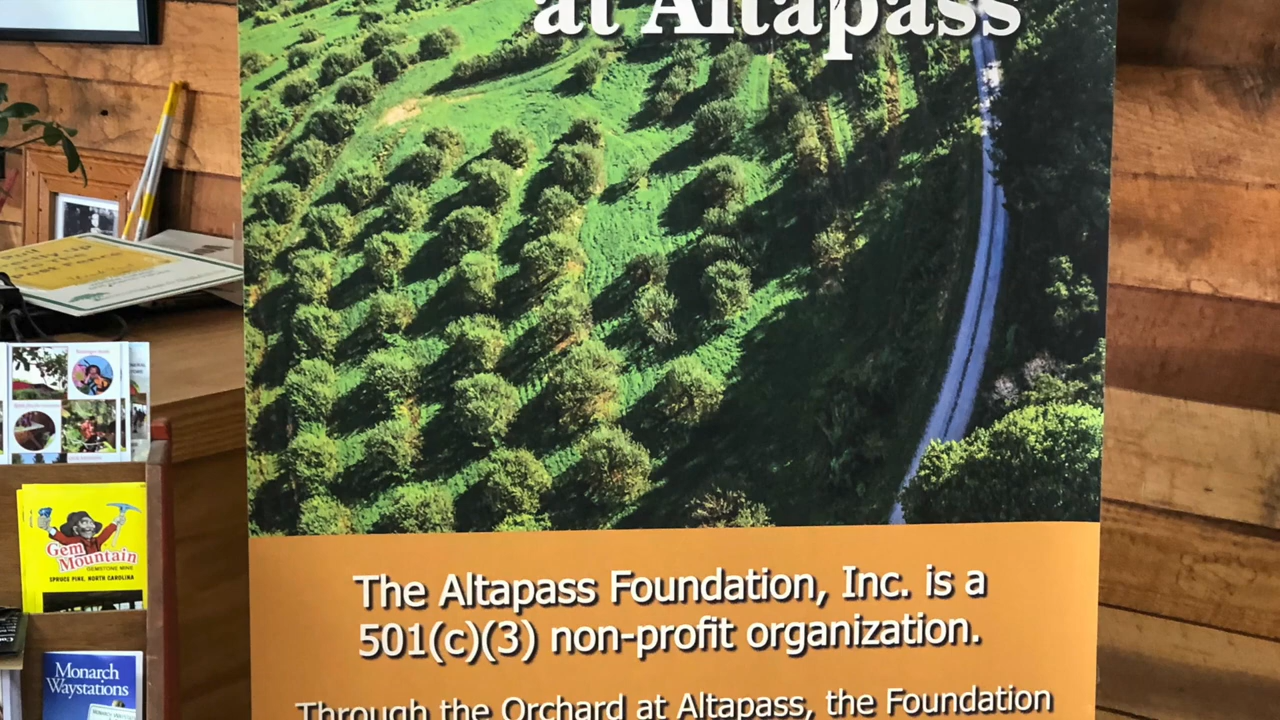 at Altapass
The Altapass Foundation, Inc. is a
501(c)(3) non-profit organization.
Through the Orchard at Altapass, the Foundation
Gem
Mountain
GEMSTONE MINE
SPRUCE PINE, NORTH CAROLINA
Monarch
Waystations